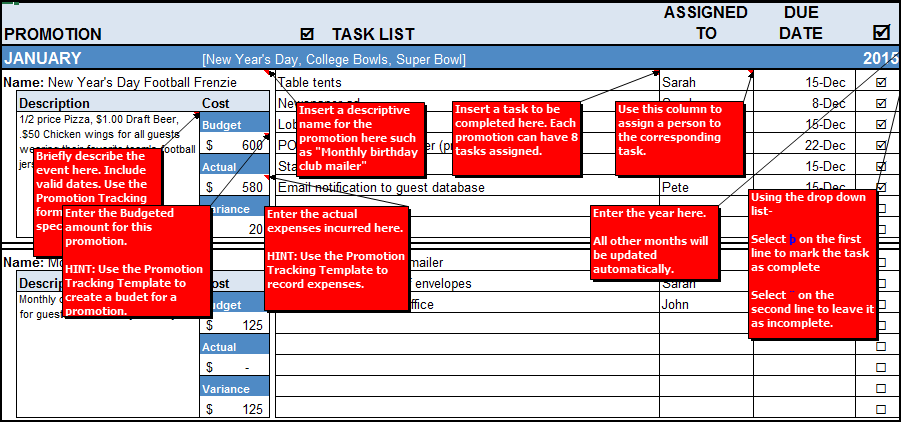 ASSIGNED TO
DUE DATE
PROMOTION
TASK LIST
JANUARY
[New Year's Day, College Bowls, Super Bowl]
2015
Name: New Year's Day Football Frenzie
Table tents
Sarah
15-Dec
Description
Cost
8-Dec
1/2 price Pizza, $1.00 Draft Beer,
.$50 Chicken wings for all guests
football
Budget
15-Dec
$ 600
22-Dec
Actual
$ 580
Email notification to guest database
Pete
15-Dec
20
Insert a descriptive
name for the
promotion here such
as "Monthly birthday
club mailer"
Insert a task to be
completed here. Each
promotion can have 8
tasks assigned.
Use this column to
assign a person to
the corresponding
task.
Briefly describe the
event here. Include
valid dates. Use the
Promotion Tracking
Enter the Budgeted
amount for this
promotion.
HINT: Use the Promotion
Tracking Template to
create a budet for a
promotion.
Enter the actual
expenses incurred here.
HINT: Use the Promotion
Tracking Template to
record expenses.
Enter the year here.
All other months will
be updated
automatically.
Using the drop down
list-
Select b on the first
line to mark the task
as complete
Select on the
second line to leave it
as incomplete.
Name:
mailer
envelopes
Sarah
Monthly
for
John
$ 125
Actual
$ -
Variance
$ 125